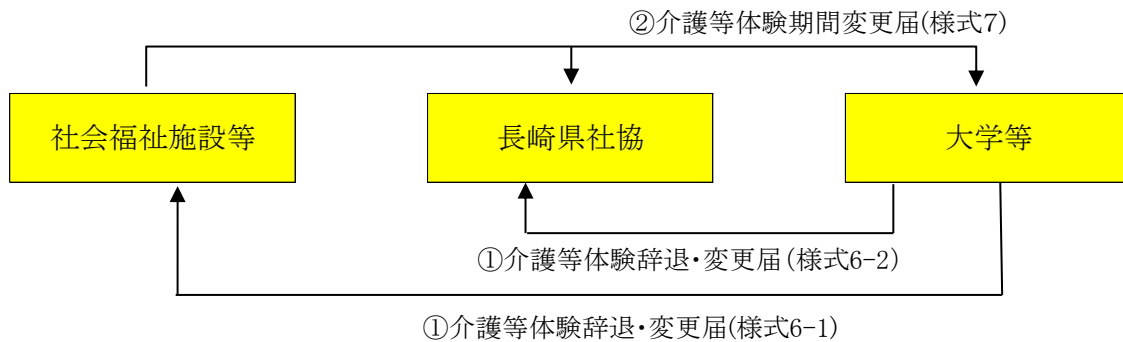 ②介護等体験期間変更届(様式7)
社会福祉施設等
長崎県社協
大学等
①介護等体験辞退・変更届(様式6-2)
①介護等体験辞退・変更届(様式6-1)